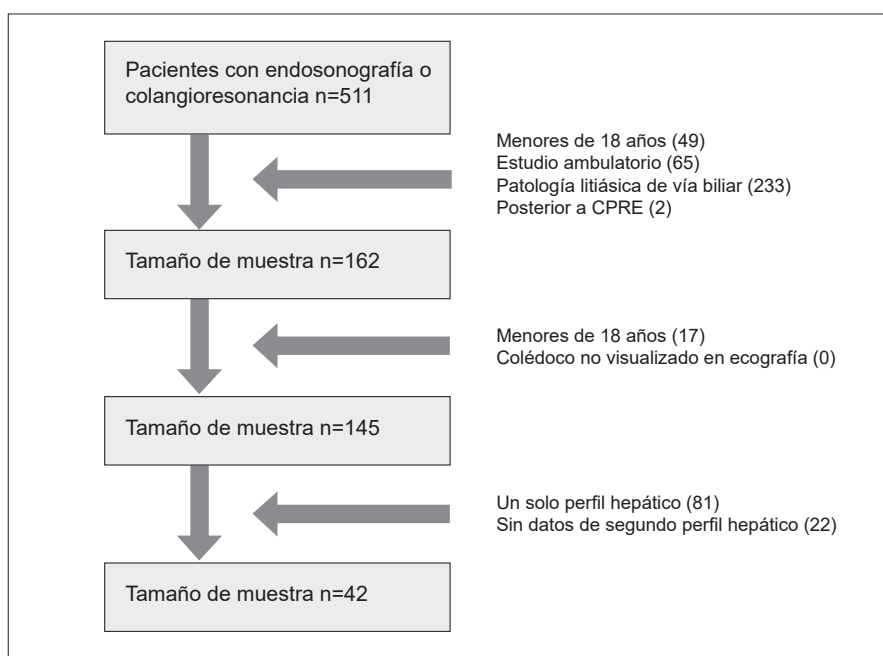 Pacientes con endosonografía o
colangioresonancia n=511
Menores de 18 años (49)
Estudio ambulatorio (65)
Patología litiásica de vía biliar (233)
Posterior a CPRE (2)
Tamaño de muestra n=162
Menores de 18 años (17)
Colédoco no visualizado en ecografía (0)
Tamaño de muestra n=145
Un solo perfil hepático (81)
Sin datos de segundo perfil hepático (22)
Tamaño de muestra n=42